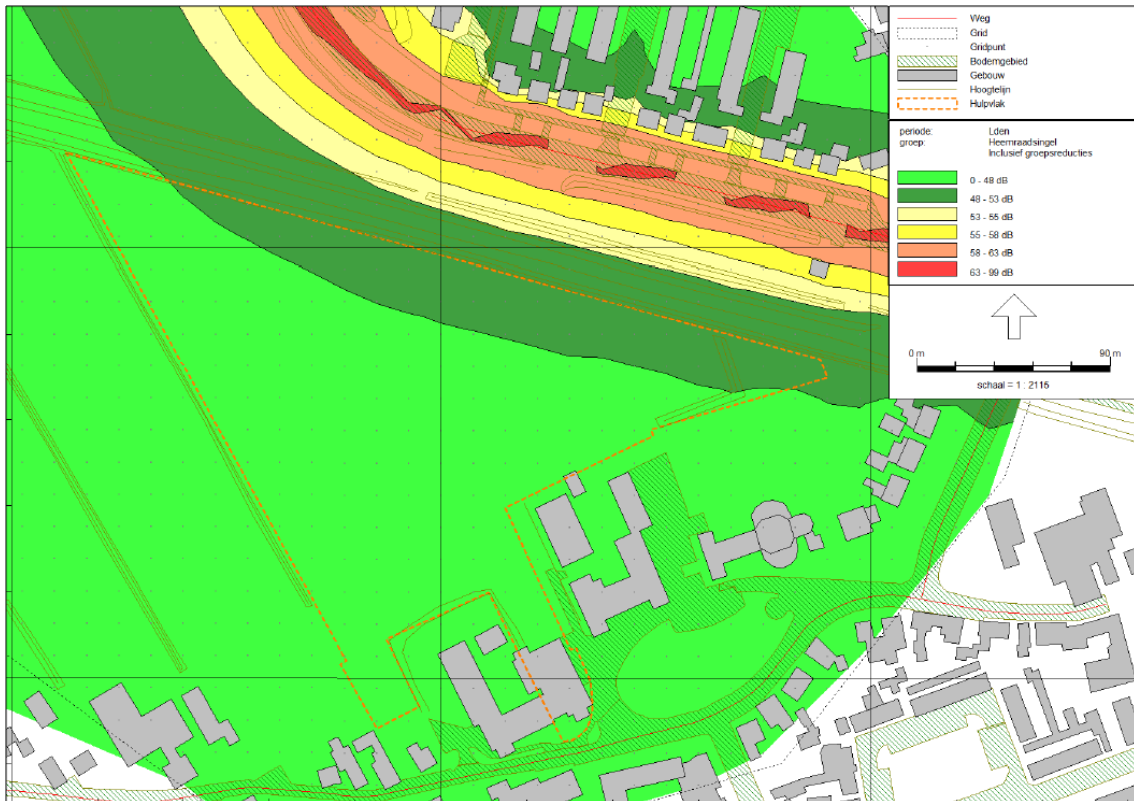 Weg
Grid
Gridpunt
Bodemgebied
Gebouw
Hoogtelijn
Hulpvlak
periode: Lden
groep: Heemraadsingel
Inclusief groepsreducties
0 - 48 dB
48 - 53 dB
53 - 55 dB
55 - 58 dB
58 - 63 dB
63 - 99 dB
0 m 90 m
schaal = 1 : 2115